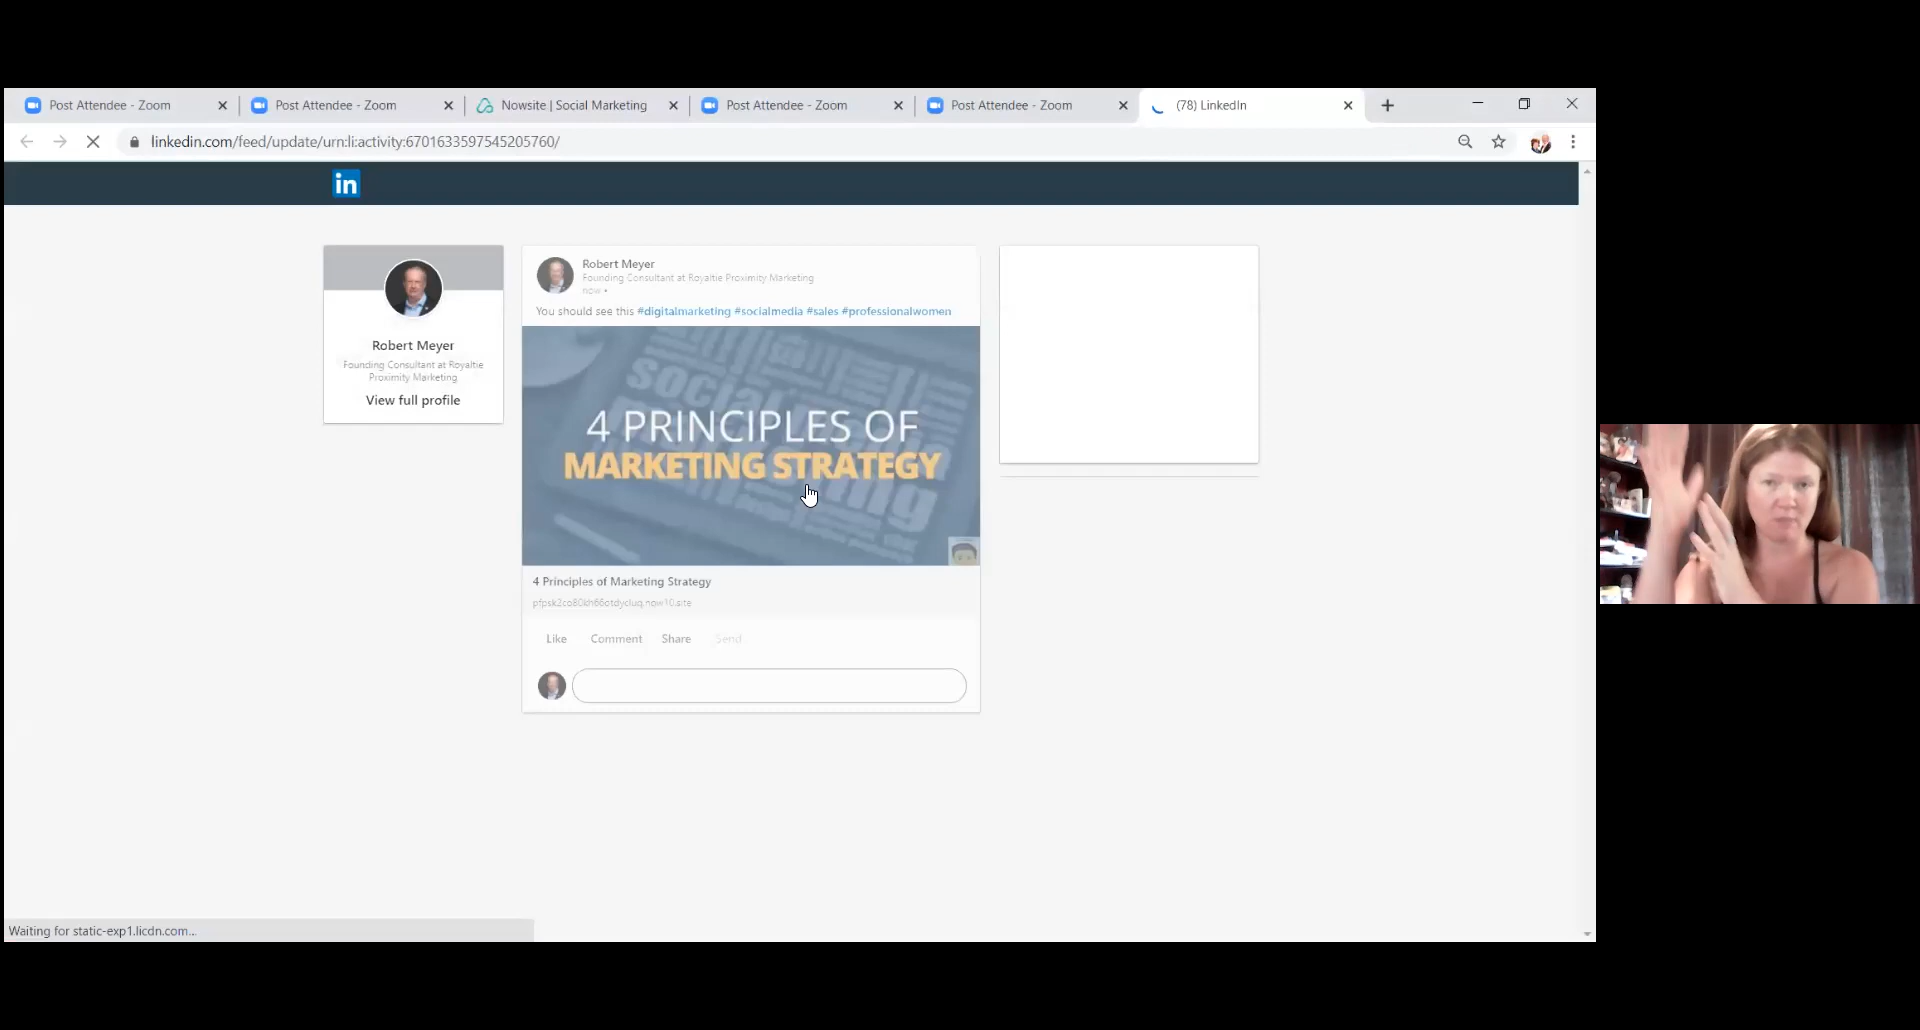 Post Attendee - Zoom
Post Attendee - Zoom
Nowsite | Social Marketing
Post Attendee - Zoom
Post Attendee - Zoom
(78) LinkedIn
linkedin.com/feed/update/urn:li:activity:6701633597545205760/
in
Robert Meyer
Founding Consultant at Royaltie
Proximity Marketing
View full profile
Robert Meyer
Founding Consultant at Royaltie Proximity Marketing
now •
You should see this #digitalmarketing #socialmedia #sales #professionalwomen
social
4 PRINCIPLES OF
MARKETING STRATEGY
4 Principles of Marketing Strategy
Like Comment Share Send
Waiting for static-exp1.licdn.com...